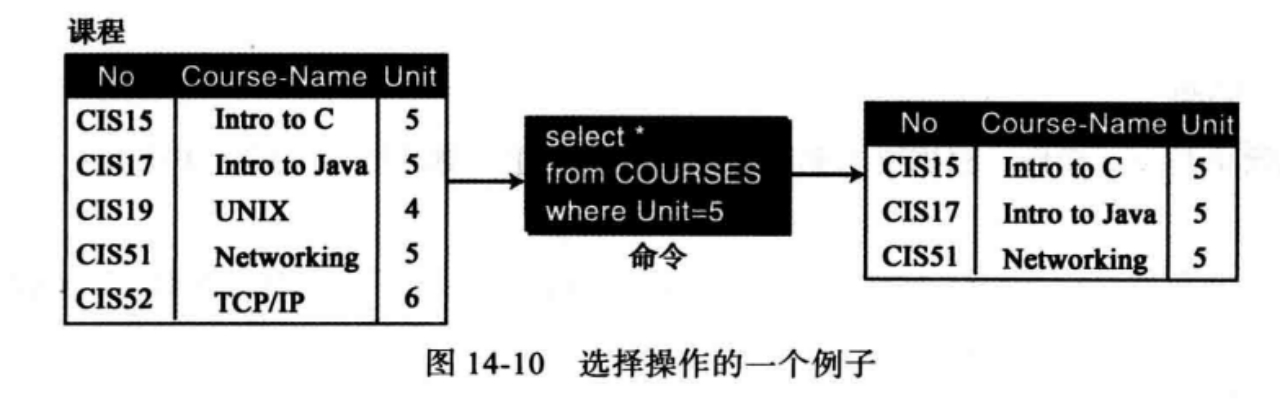 课程
No Course-Name Unit
CIS15 Intro to C 5
CIS17 Intro to Java 5
CIS19 UNIX 4
CIS51 Networking 5
CIS52 TCP/IP 6
select *
from COURSES
where Unit=5
命令
No Course-Name Unit
CIS15 Intro to C 5
CIS17 Intro to Java 5
CIS51 Networking 5
图 14-10 选择操作的一个例子